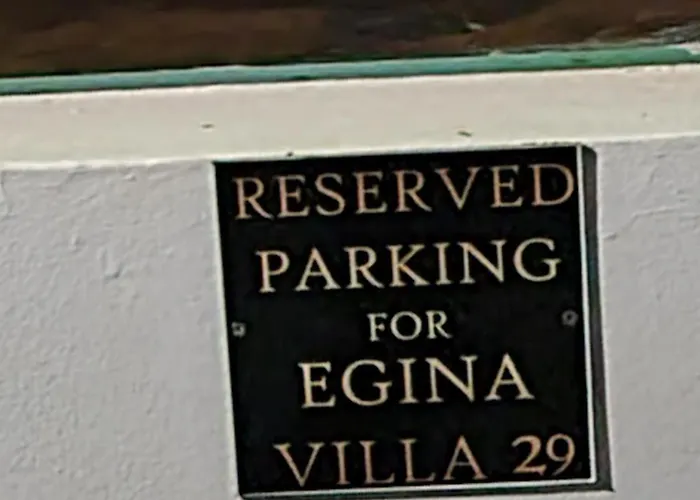 RESERVED
PARKING
FOR
EGINA
VILLA 29